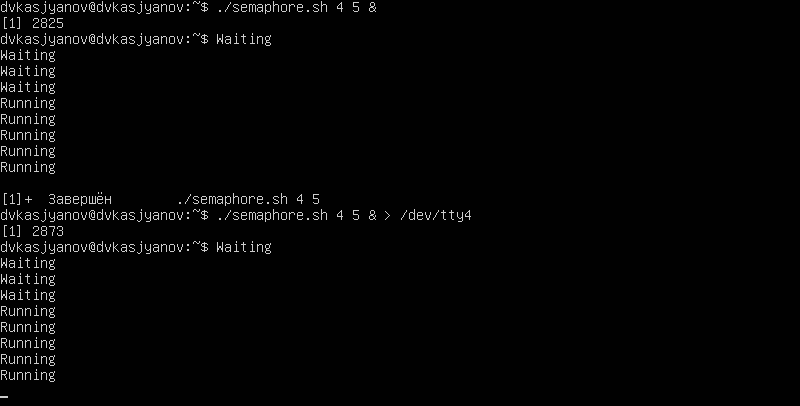 dvkasjyanov@dvkasjyanov:~$ ./semaphore.sh 4 5 &
[1] 2825
dvkasjyanov@dvkasjyanov:~$ Waiting
Waiting
Waiting
Waiting
Running
Running
Running
Running
Running
[1]+  Завершён        ./semaphore.sh 4 5
dvkasjyanov@dvkasjyanov:~$ ./semaphore.sh 4 5 & > /dev/tty4
[1] 2873
dvkasjyanov@dvkasjyanov:~$ Waiting
Waiting
Waiting
Waiting
Running
Running
Running
Running
Running